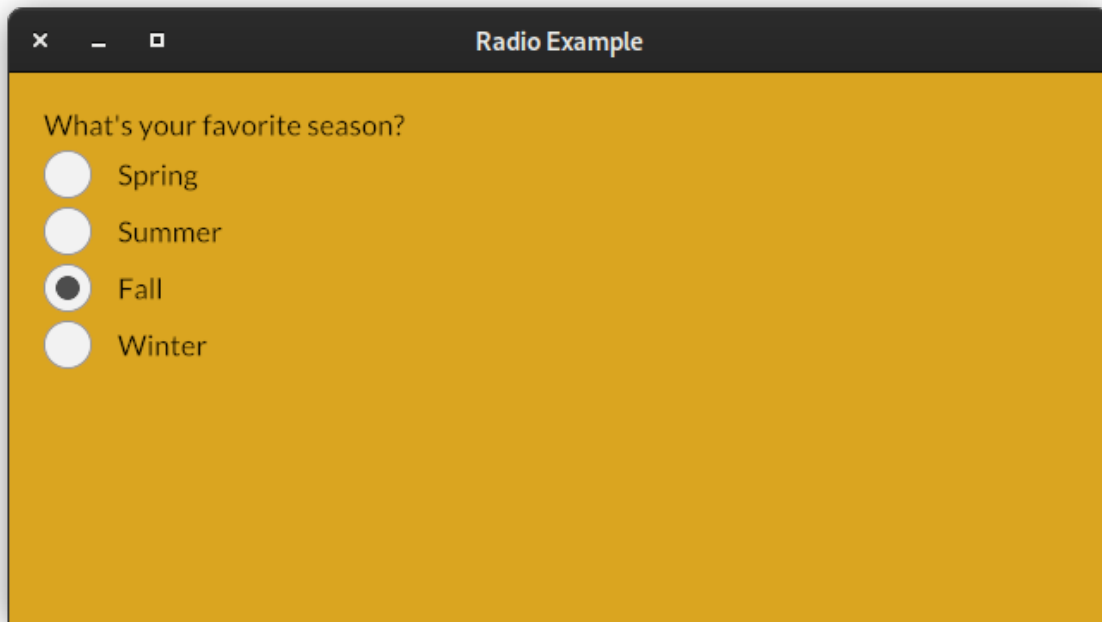 Radio Example
What's your favorite season?
Spring
Summer
Fall
Winter